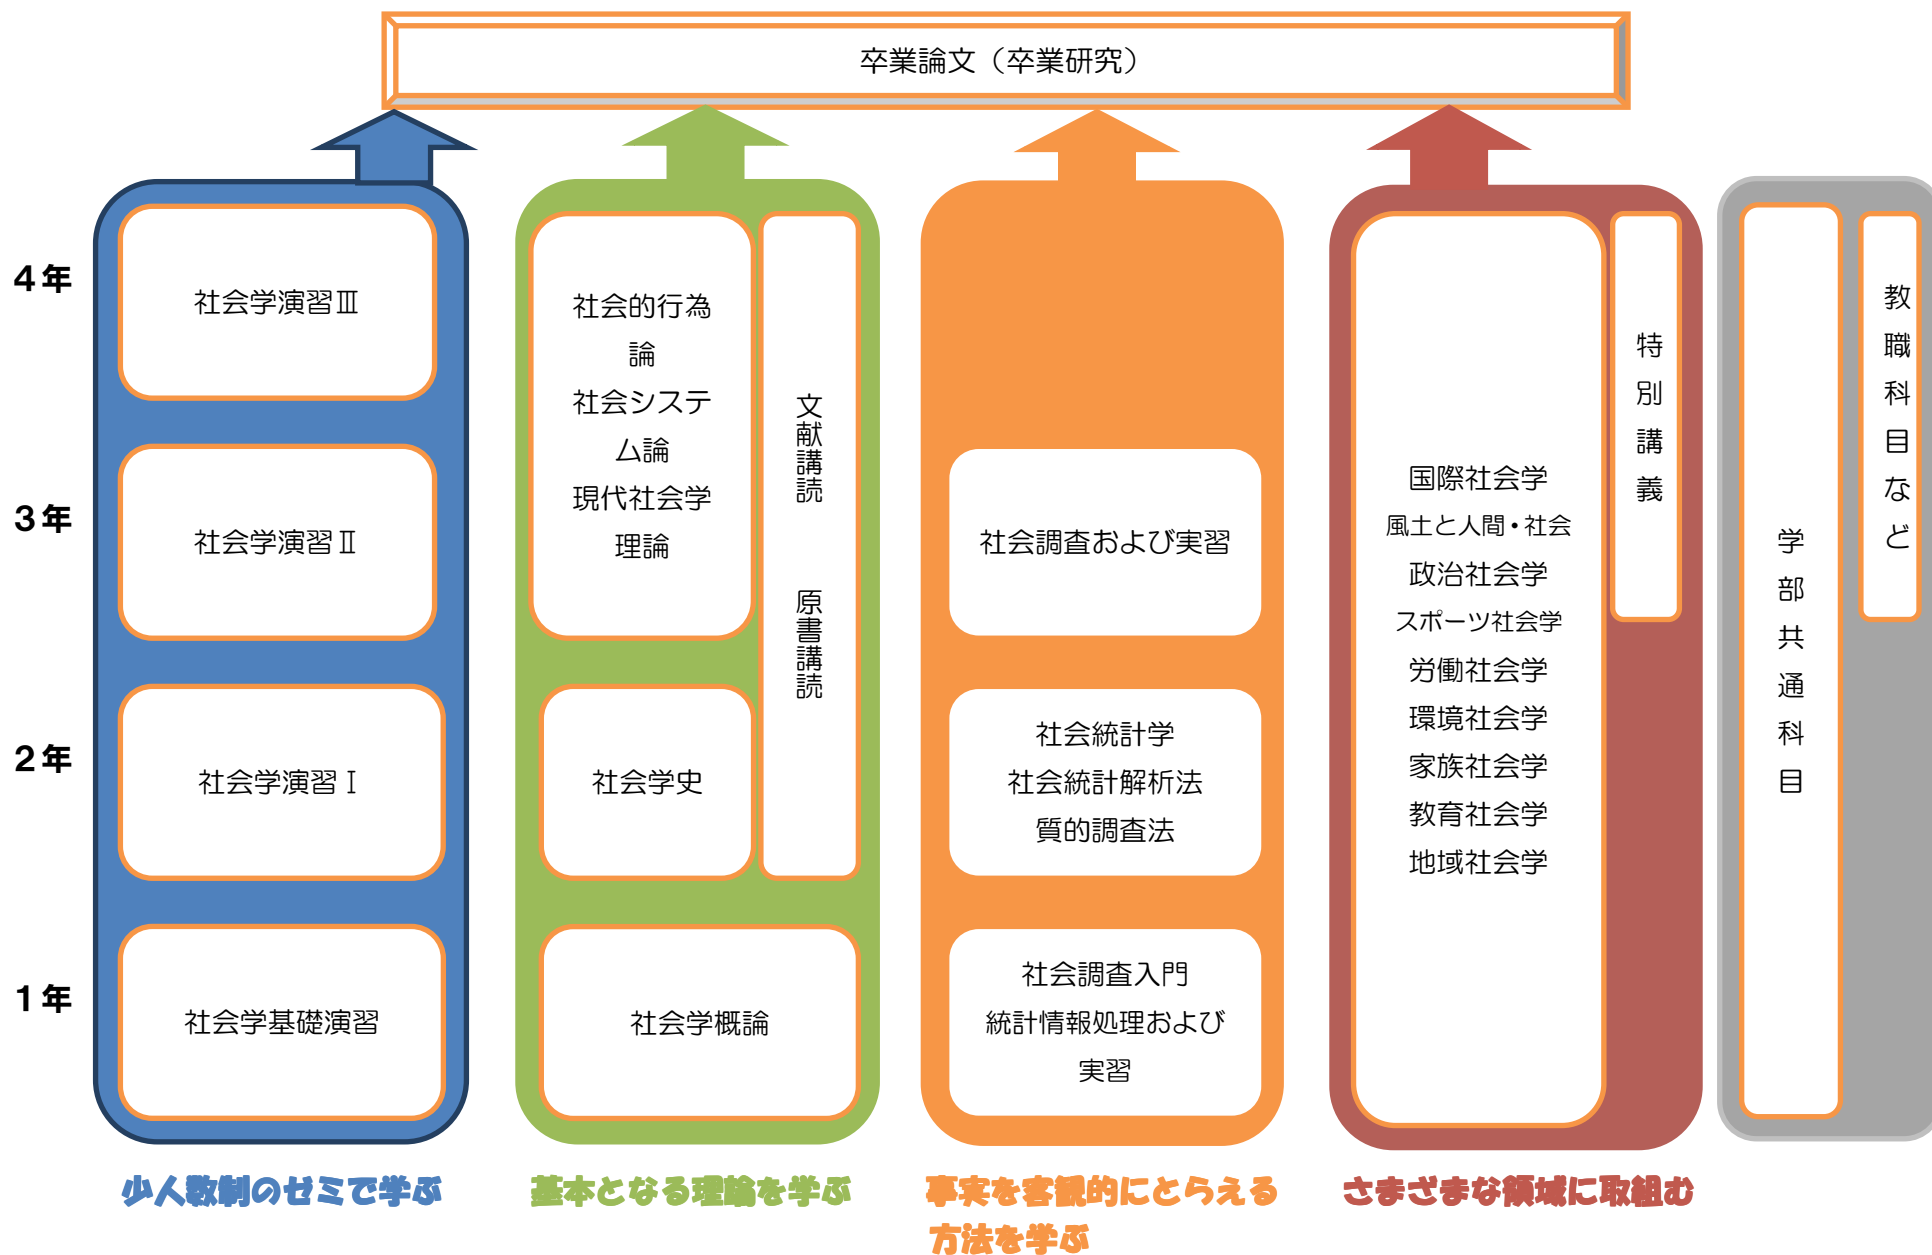 卒業論文（卒業研究）
4年
3年
2年
1年
社会学演習Ⅲ
社会学演習Ⅱ
社会学演習Ⅰ
社会学基礎演習
少人数制のゼミで学ぶ
社会的行為
論
社会システ
ム論
現代社会学
理論
文献講読　原書講読
社会学史
社会学概論
基本となる理論を学ぶ
社会調査および実習
社会統計学
社会統計解析法
質的調査法
社会調査入門
統計情報処理および
実習
事実を客観的にとらえる
方法を学ぶ
国際社会学
風土と人間・社会
政治社会学
スポーツ社会学
労働社会学
環境社会学
家族社会学
教育社会学
地域社会学
特別講義
さまざまな領域に取組む
学部共通科目
教職科目など